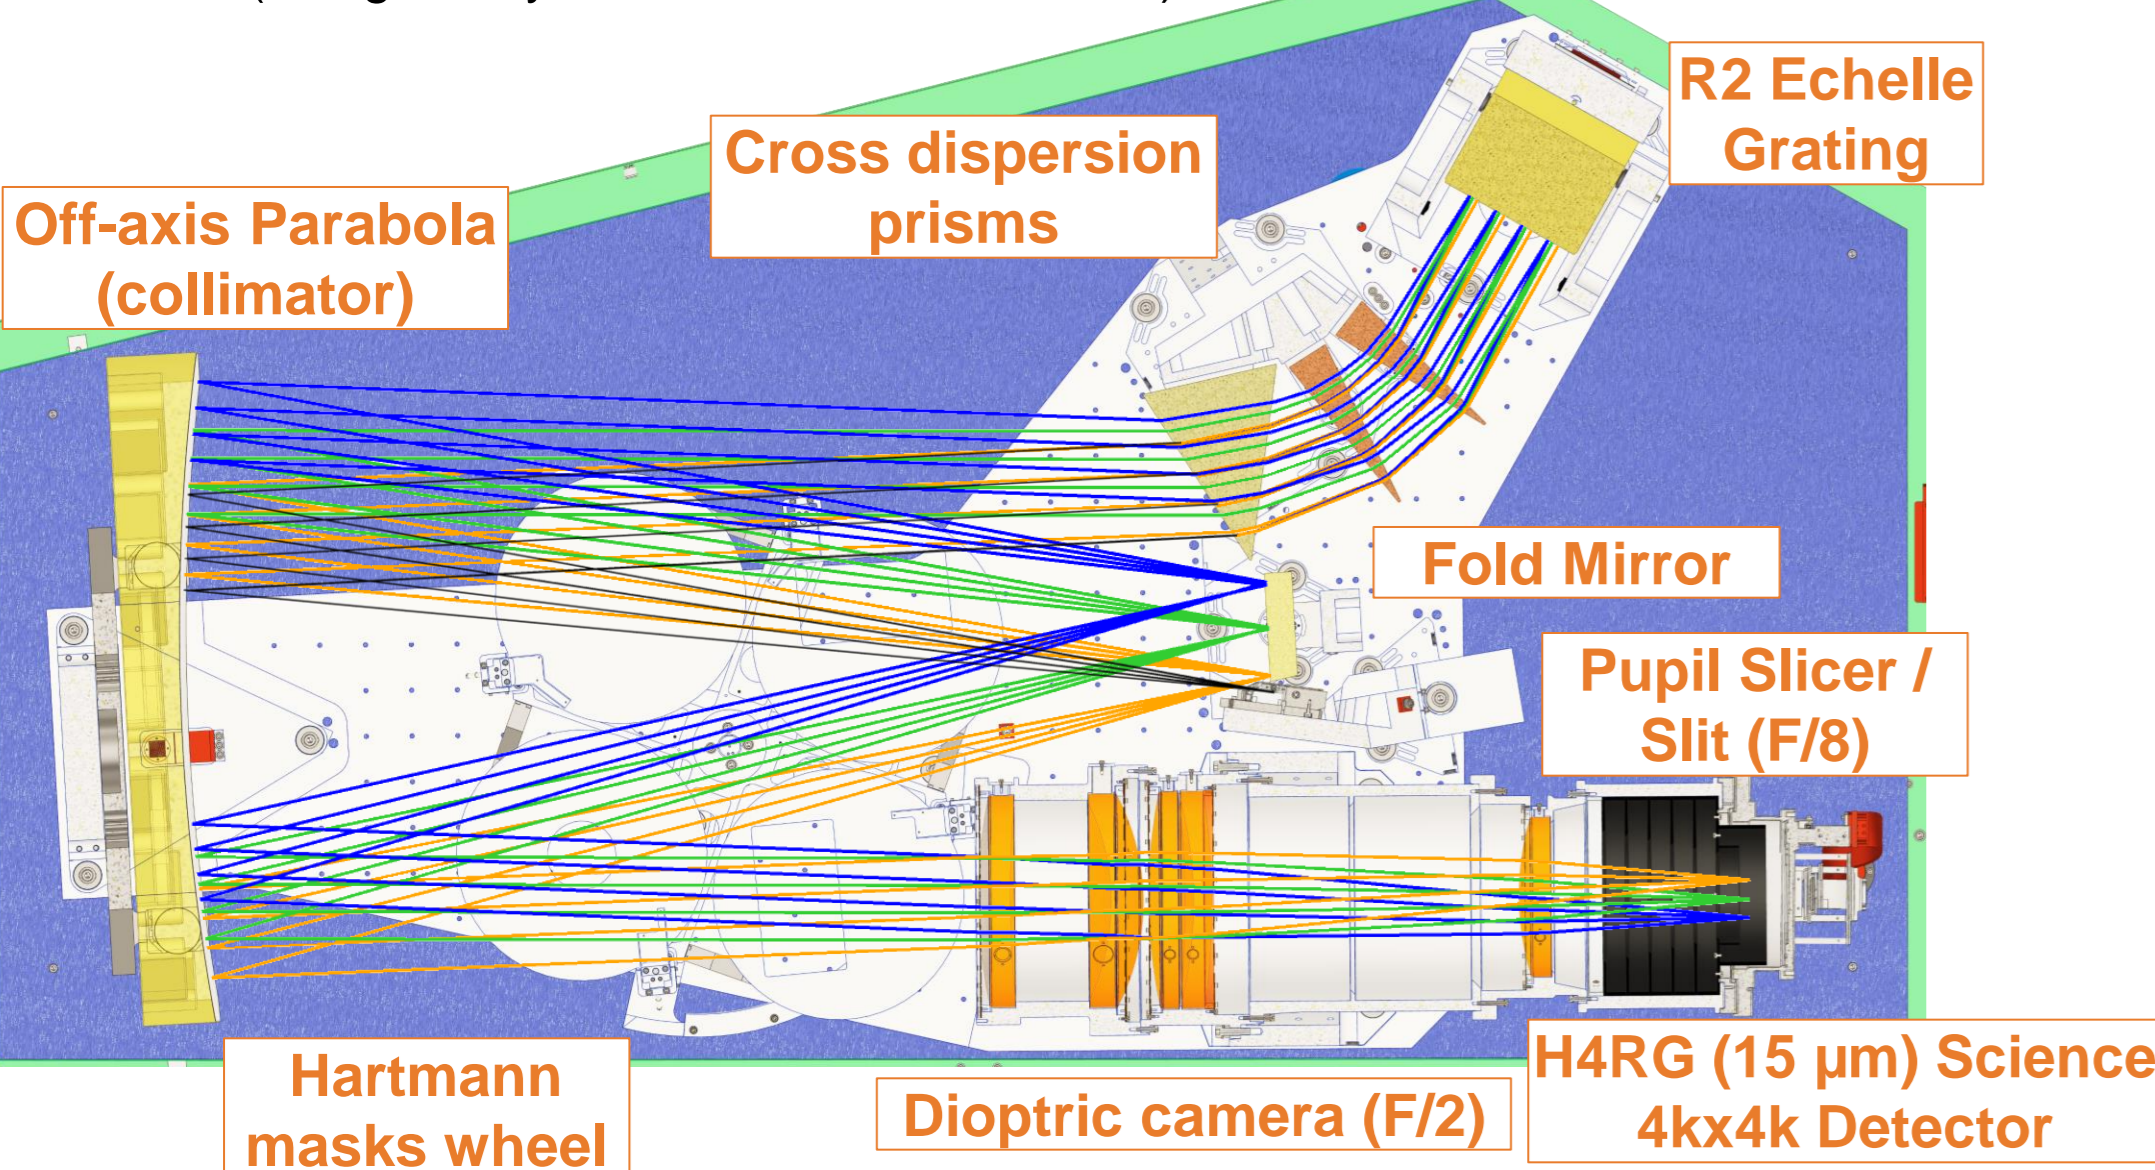 R2 Echelle
Grating
Cross dispersion
prisms
Off-axis Parabola
(collimator)
Fold Mirror
Pupil Slicer /
Slit (F/8)
Hartmann
masks wheel
Dioptric camera (F/2)
H4RG (15 µm) Science
4kx4k Detector